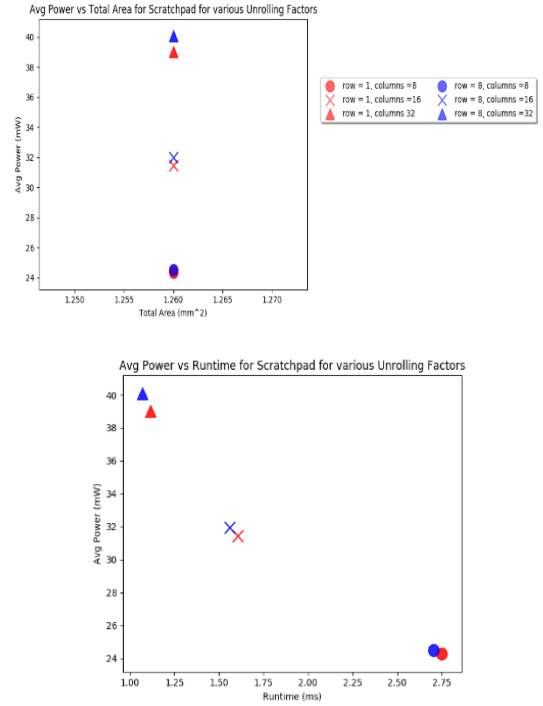 Avg Power vs Total Area for Scratchpad for various Unrolling Factors
40
38
36
34
32
30
28
26
24
Avg Power (mW)
1.250 1.255 1.260 1.265 1.270
Total Area (mm^2)
row = 1, columns =8
row = 1, columns =16
row = 1, columns 32
row = 8, columns =8
row = 8, columns =16
row = 8, columns =32
Avg Power vs Runtime for Scratchpad for various Unrolling Factors
40
38
36
34
32
30
28
26
24
Avg Power (mW)
1.00 1.25 1.50 1.75 2.00 2.25 2.50 2.75
Runtime (ms)